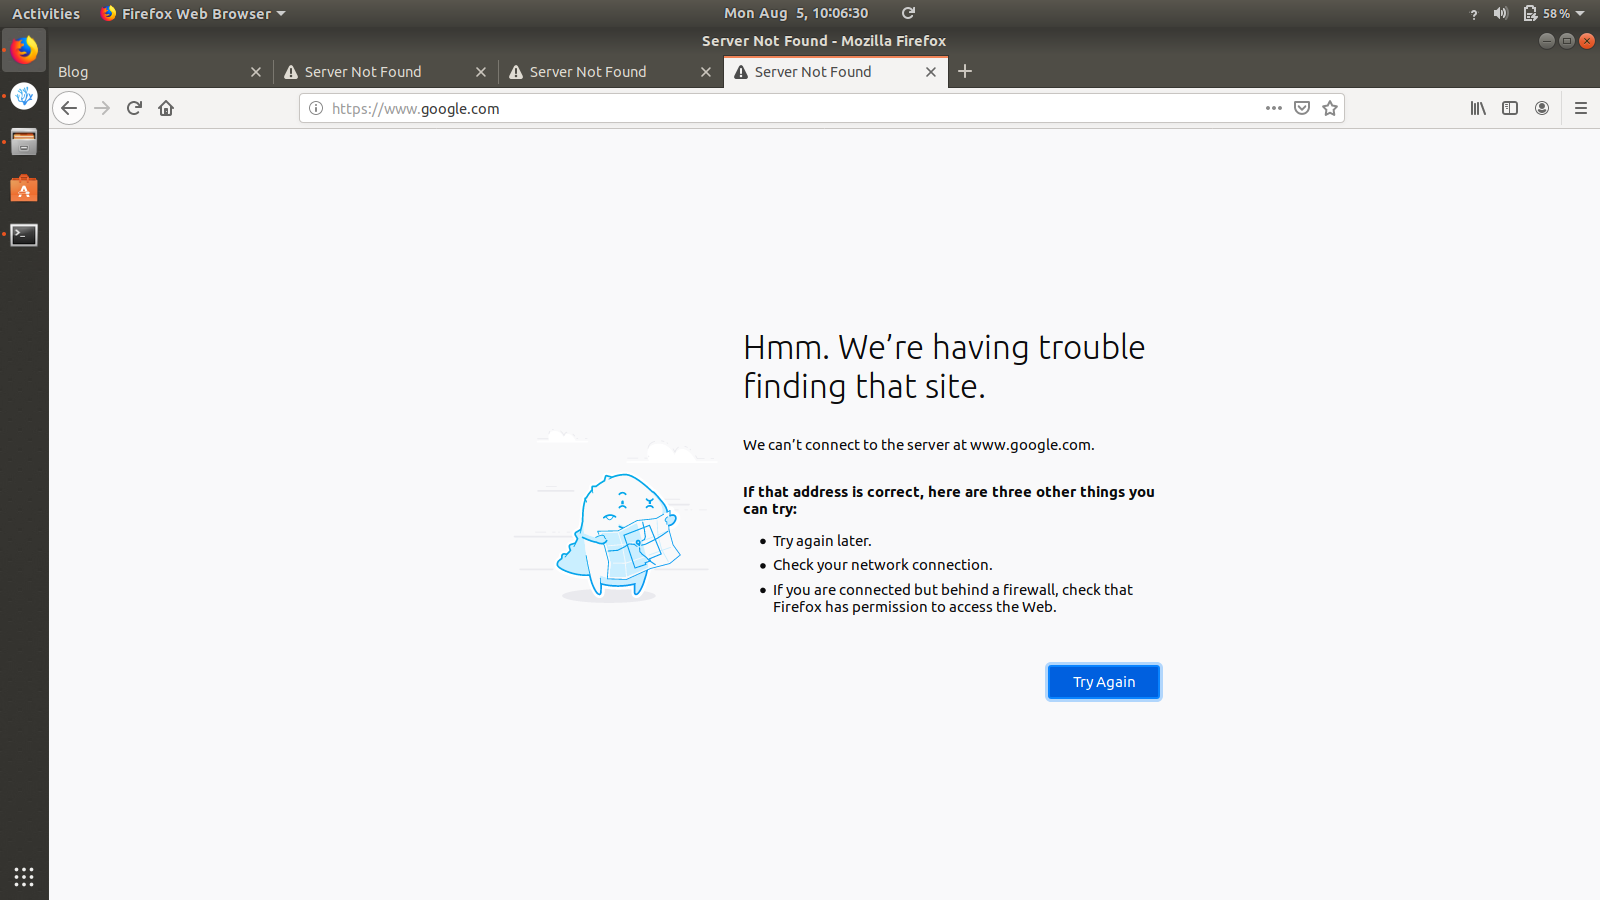 Activities Firefox Web Browser Mon Aug 5, 10:06:30 ? 58 %
Server Not Found - Mozilla Firefox
Blog Server Not Found Server Not Found Server Not Found
https://www.google.com
Hmm. We’re having trouble
finding that site.
We can’t connect to the server at www.google.com.
If that address is correct, here are three other things you
can try:
• Try again later.
• Check your network connection.
• If you are connected but behind a firewall, check that
Firefox has permission to access the Web.
Try Again